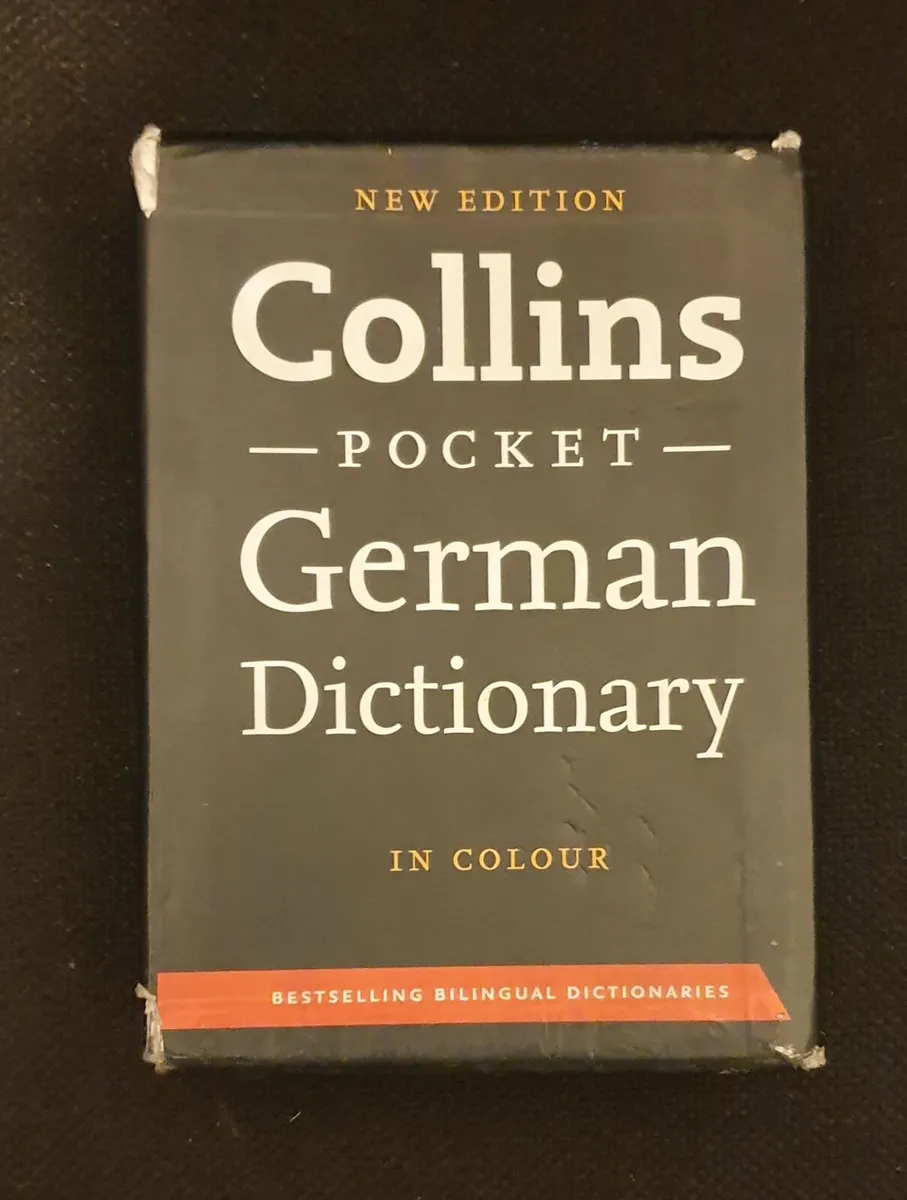 NEW EDITION
Collins
— POCKET —
German
Dictionary
IN COLOUR
BESTSELLING BILINGUAL DICTIONARIES